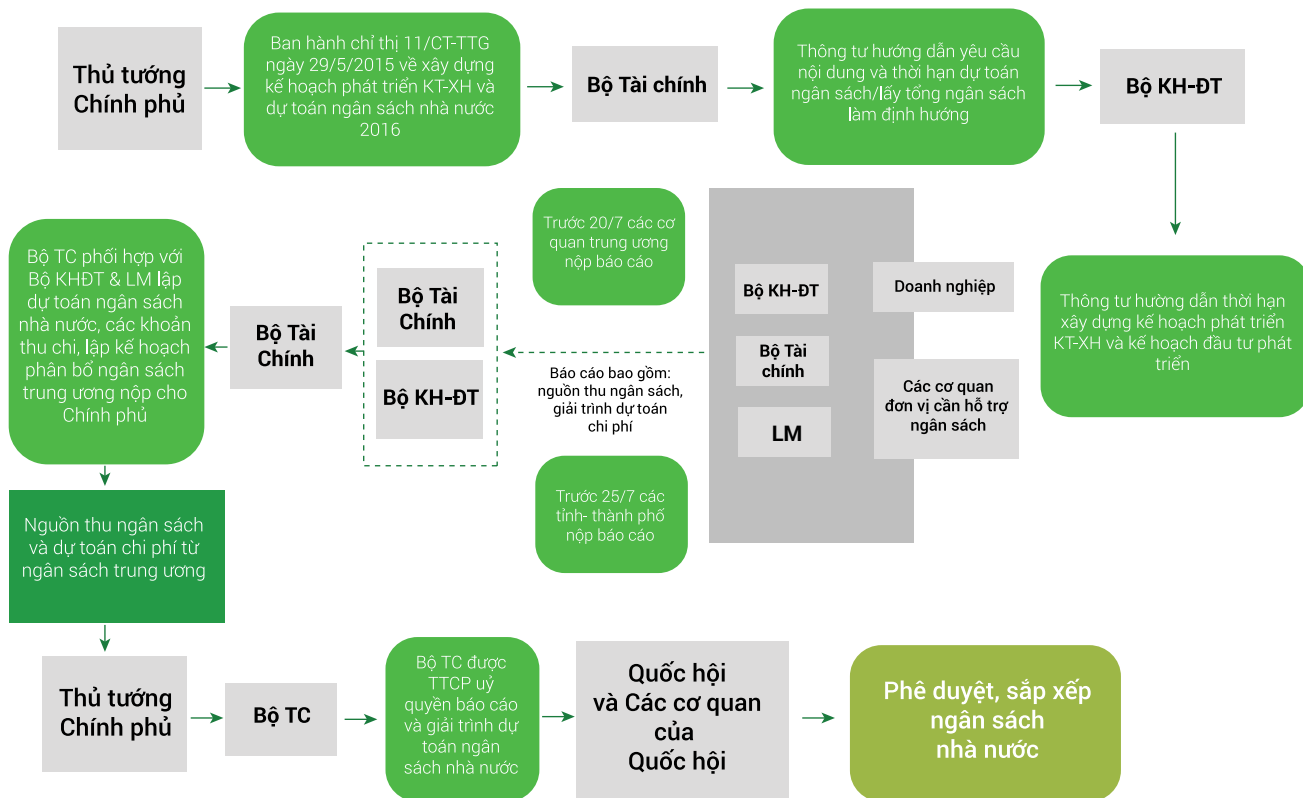 Thủ tướng
Chính phủ
Ban hành chỉ thị 11/CT-TTG
ngày 29/5/2015 về xây dựng
kế hoạch phát triển KT-XH và
dự toán ngân sách nhà nước
2016
Bộ Tài chính
Thông tư hướng dẫn yêu cầu
nội dung và thời hạn dự toán
ngân sách/lấy tổng ngân sách
làm định hướng
Bộ KH-ĐT
Thông tư hường dẫn thời hạn
xây dựng kế hoạch phát triển
KT-XH và kế hoạch đầu tư phát
triển
Bộ KH-ĐT
Bộ Tài
chính
LM
Doanh nghiệp
Các cơ quan
đơn vị cần hỗ trợ
ngân sách
Trước 20/7 các cơ
quan trung ương
nộp báo cáo
Báo cáo bao gồm:
nguồn thu ngân sách,
giải trình dự toán
chi phí
Trước 25/7 các
tỉnh- thành phố
nộp báo cáo
Bộ Tài
Chính
Bộ KH-ĐT
Bộ Tài
Chính
Bộ TC phối hợp với
Bộ KHĐT & LM lập
dự toán ngân sách
nhà nước, các khoản
thu chi, lập kế hoạch
phân bổ ngân sách
trung ương nộp cho
Chính phủ
Nguồn thu ngân sách
và dự toán chi phí từ
ngân sách trung ương
Thủ tướng
Chính phủ
Bộ TC
Bộ TC được
TTCP uỷ
quyền báo cáo
và giải trình dự
toán ngân
sách nhà nước
Quốc hội
và Các cơ quan
của
Quốc hội
Phê duyệt, sắp xếp
ngân sách
nhà nước